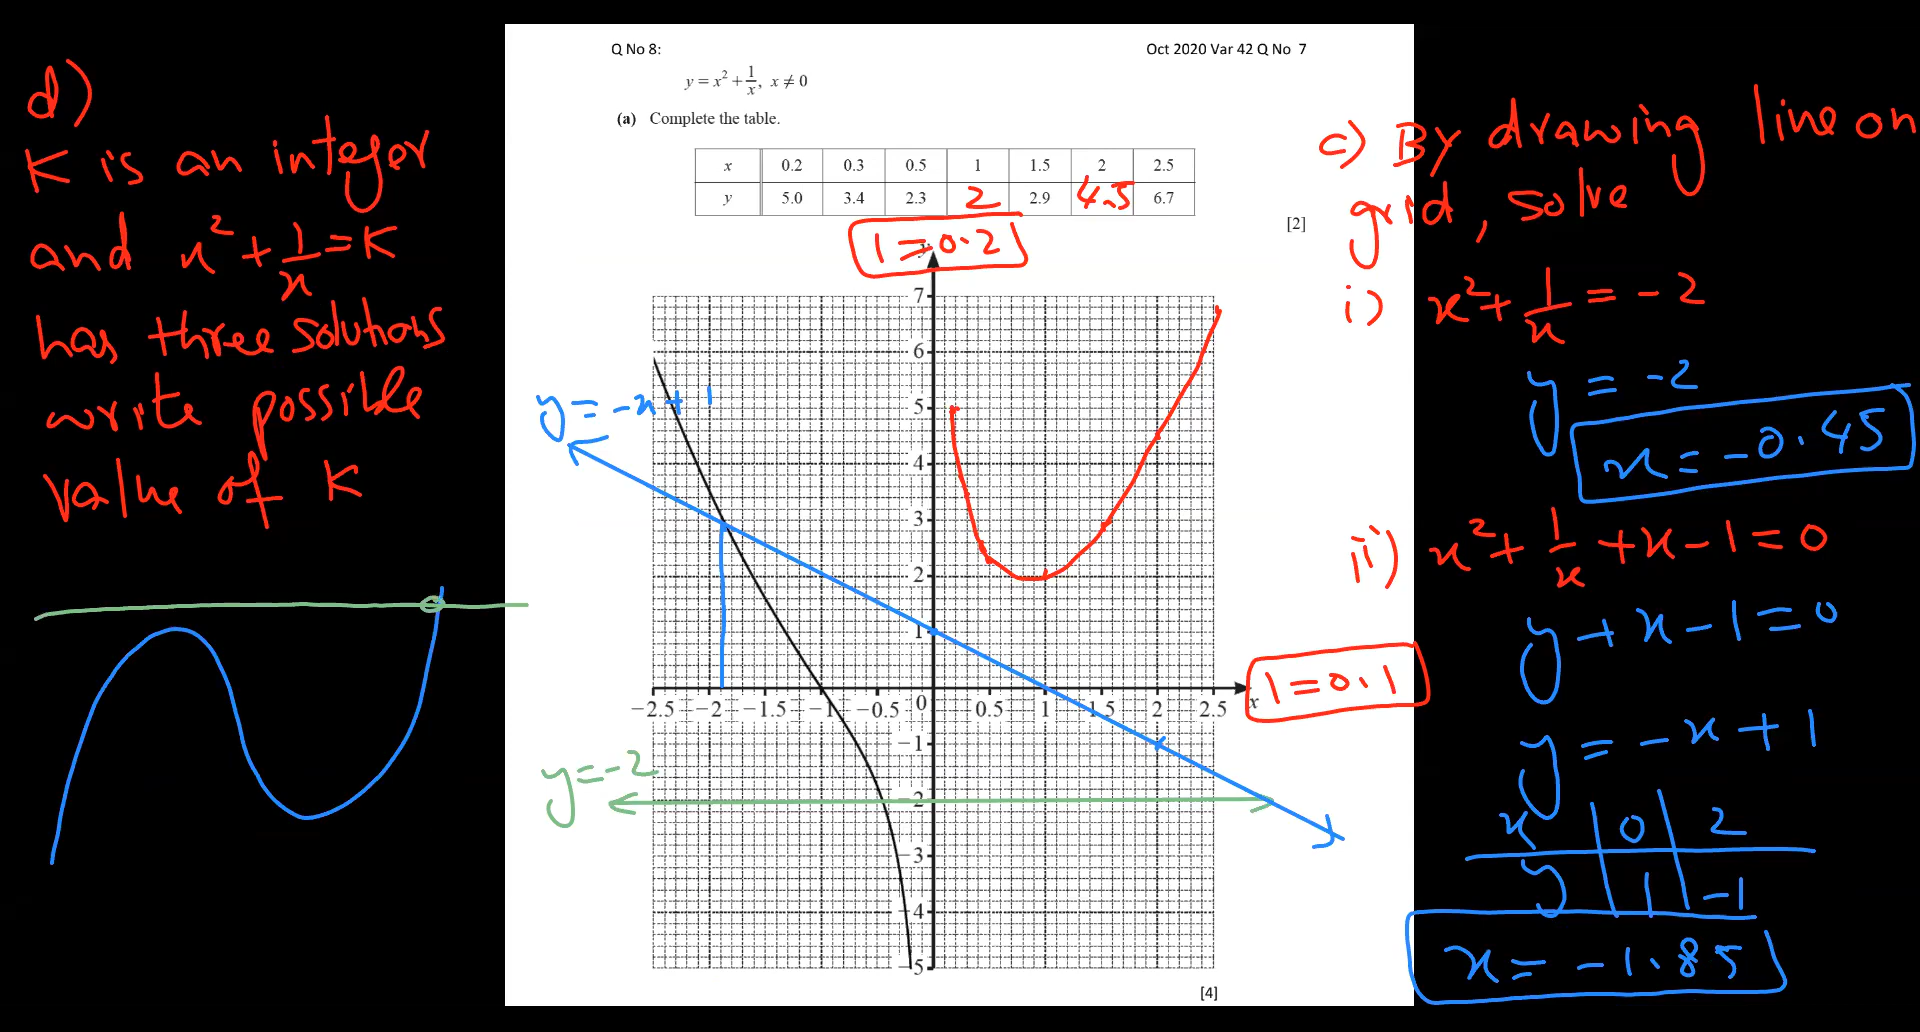 d)
K is an integer
and x² + 1/x = K
has three solutions
write possible
value of K
Q No 8:
Oct 2020 Var 42 Q No 7
y = x² + 1/x, x ≠ 0
(a) Complete the table.
x 0.2 0.3 0.5 1 1.5 2 2.5
y 5.0 3.4 2.3 2 2.9 4.5 6.7
[2]
1=0.2
y
7
6
5
4
3
2
1
−2.5 −2 −1.5 −1 −0.5 0 0.5 1 1.5 2 2.5 x
−1
−2
−3
−4
−5
y = -x + 1
y = -2
1=0.1
[4]
c) By drawing line on
grid, solve
i) x² + 1/x = -2
y = -2
x = -0.45
ii) x² + 1/x + x - 1 = 0
y + x - 1 = 0
y = -x + 1
x 0 2
y 1 -1
x = -1.85